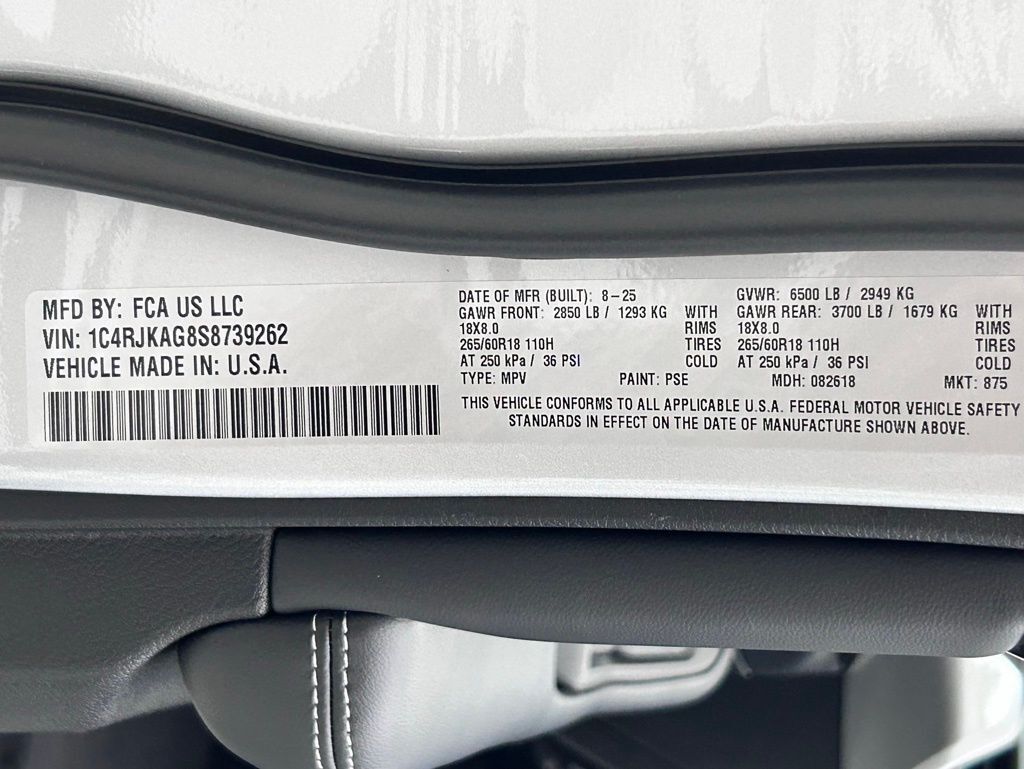 MFD BY: FCA US LLC
VIN: 1C4RJKAG8S8739262
VEHICLE MADE IN: U.S.A.
DATE OF MFR (BUILT): 8-25
GAWR FRONT: 2850 LB / 1293 KG WITH
18X8.0 RIMS
265/60R18 110H TIRES
AT 250 kPa / 36 PSI COLD
GVWR: 6500 LB / 2949 KG
GAWR REAR: 3700 LB / 1679 KG WITH
18X8.0 RIMS
265/60R18 110H TIRES
AT 250 kPa / 36 PSI COLD
TYPE: MPV PAINT: PSE MDH: 082618 MKT: 875
THIS VEHICLE CONFORMS TO ALL APPLICABLE U.S.A. FEDERAL MOTOR VEHICLE SAFETY
STANDARDS IN EFFECT ON THE DATE OF MANUFACTURE SHOWN ABOVE.